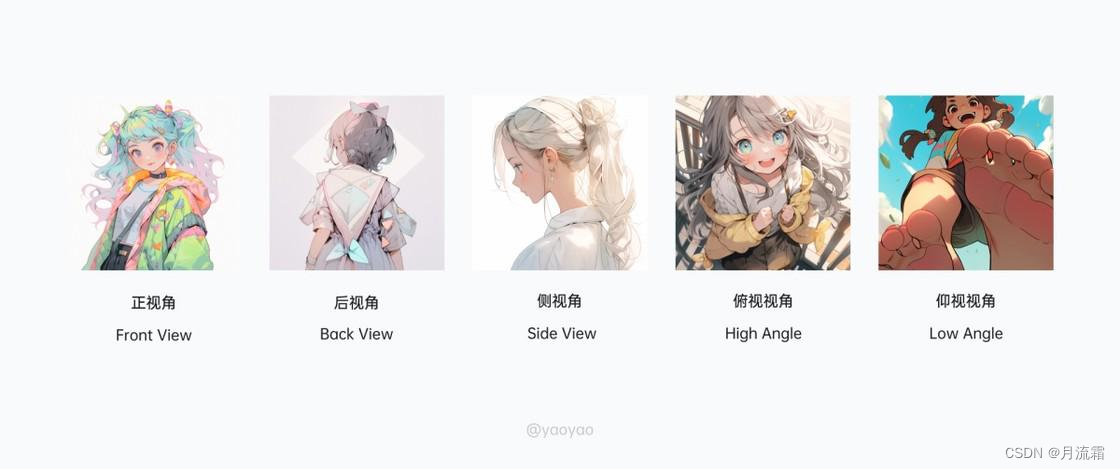 正视角
Front View
后视角
Back View
侧视角
Side View
俯视视角
High Angle
仰视视角
Low Angle
@yaoyao
CSDN @月流霜